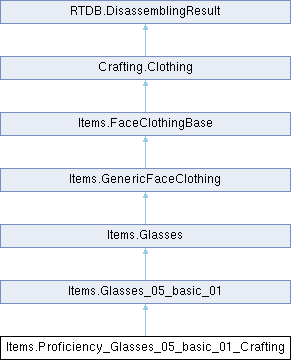 RTDB.DisassemblingResult
Crafting.Clothing
Items.FaceClothingBase
Items.GenericFaceClothing
Items.Glasses
Items.Glasses_05_basic_01
Items.Proficiency_Glasses_05_basic_01_Crafting